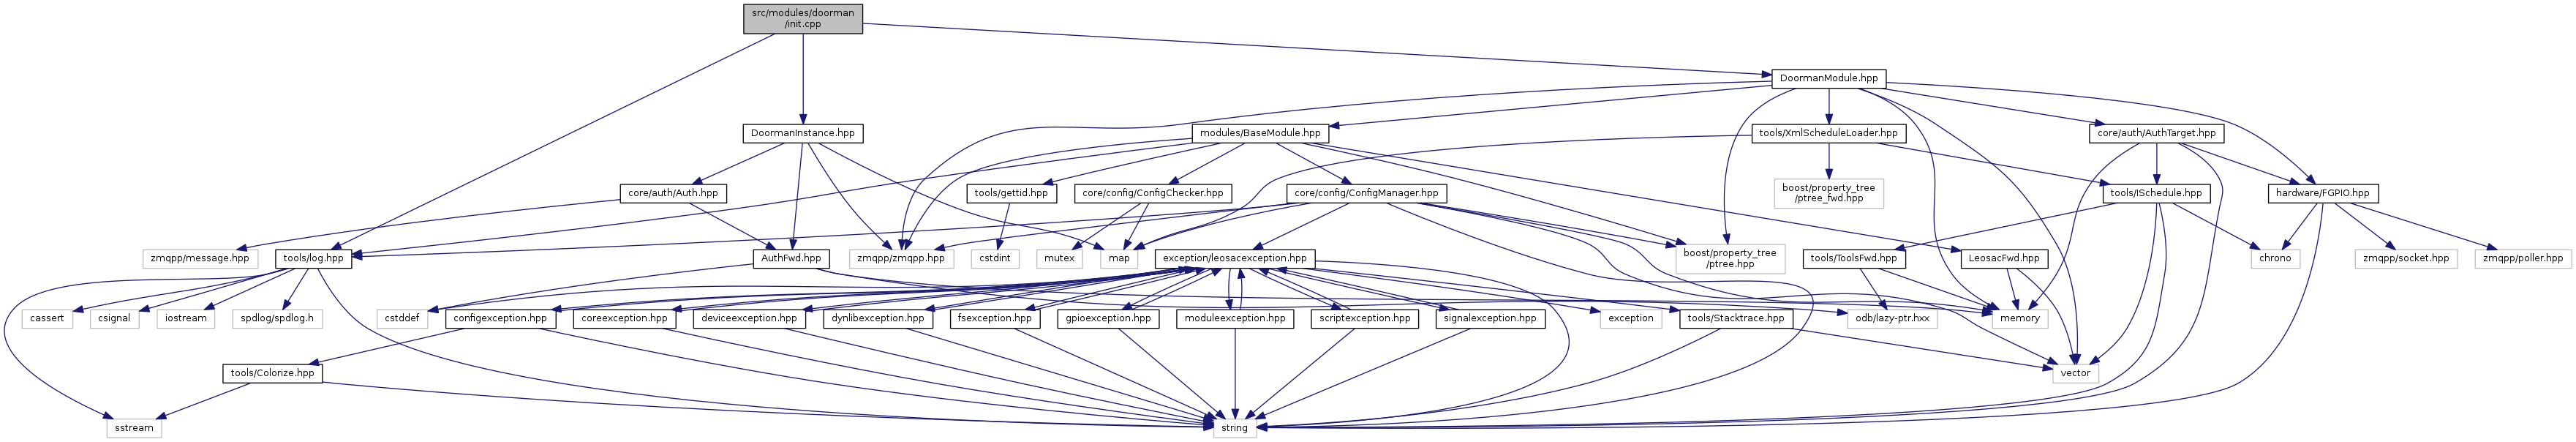 src/modules/doorman
/init.cpp
DoormanModule.hpp
DoormanInstance.hpp
modules/BaseModule.hpp
tools/XmlScheduleLoader.hpp
core/auth/AuthTarget.hpp
core/auth/Auth.hpp
tools/gettid.hpp
core/config/ConfigChecker.hpp
core/config/ConfigManager.hpp
boost/property_tree
/ptree_fwd.hpp
tools/ISchedule.hpp
hardware/FGPIO.hpp
zmqpp/message.hpp
tools/log.hpp
AuthFwd.hpp
zmqpp/zmqpp.hpp
cstdint
mutex
map
exception/leosacexception.hpp
boost/property_tree
/ptree.hpp
tools/ToolsFwd.hpp
LeosacFwd.hpp
chrono
zmqpp/socket.hpp
zmqpp/poller.hpp
cassert
csignal
iostream
spdlog/spdlog.h
cstddef
configexception.hpp
coreexception.hpp
deviceexception.hpp
dynlibexception.hpp
fsexception.hpp
gpioexception.hpp
moduleexception.hpp
scriptexception.hpp
signalexception.hpp
exception
tools/Stacktrace.hpp
odb/lazy-ptr.hxx
memory
tools/Colorize.hpp
vector
sstream
string